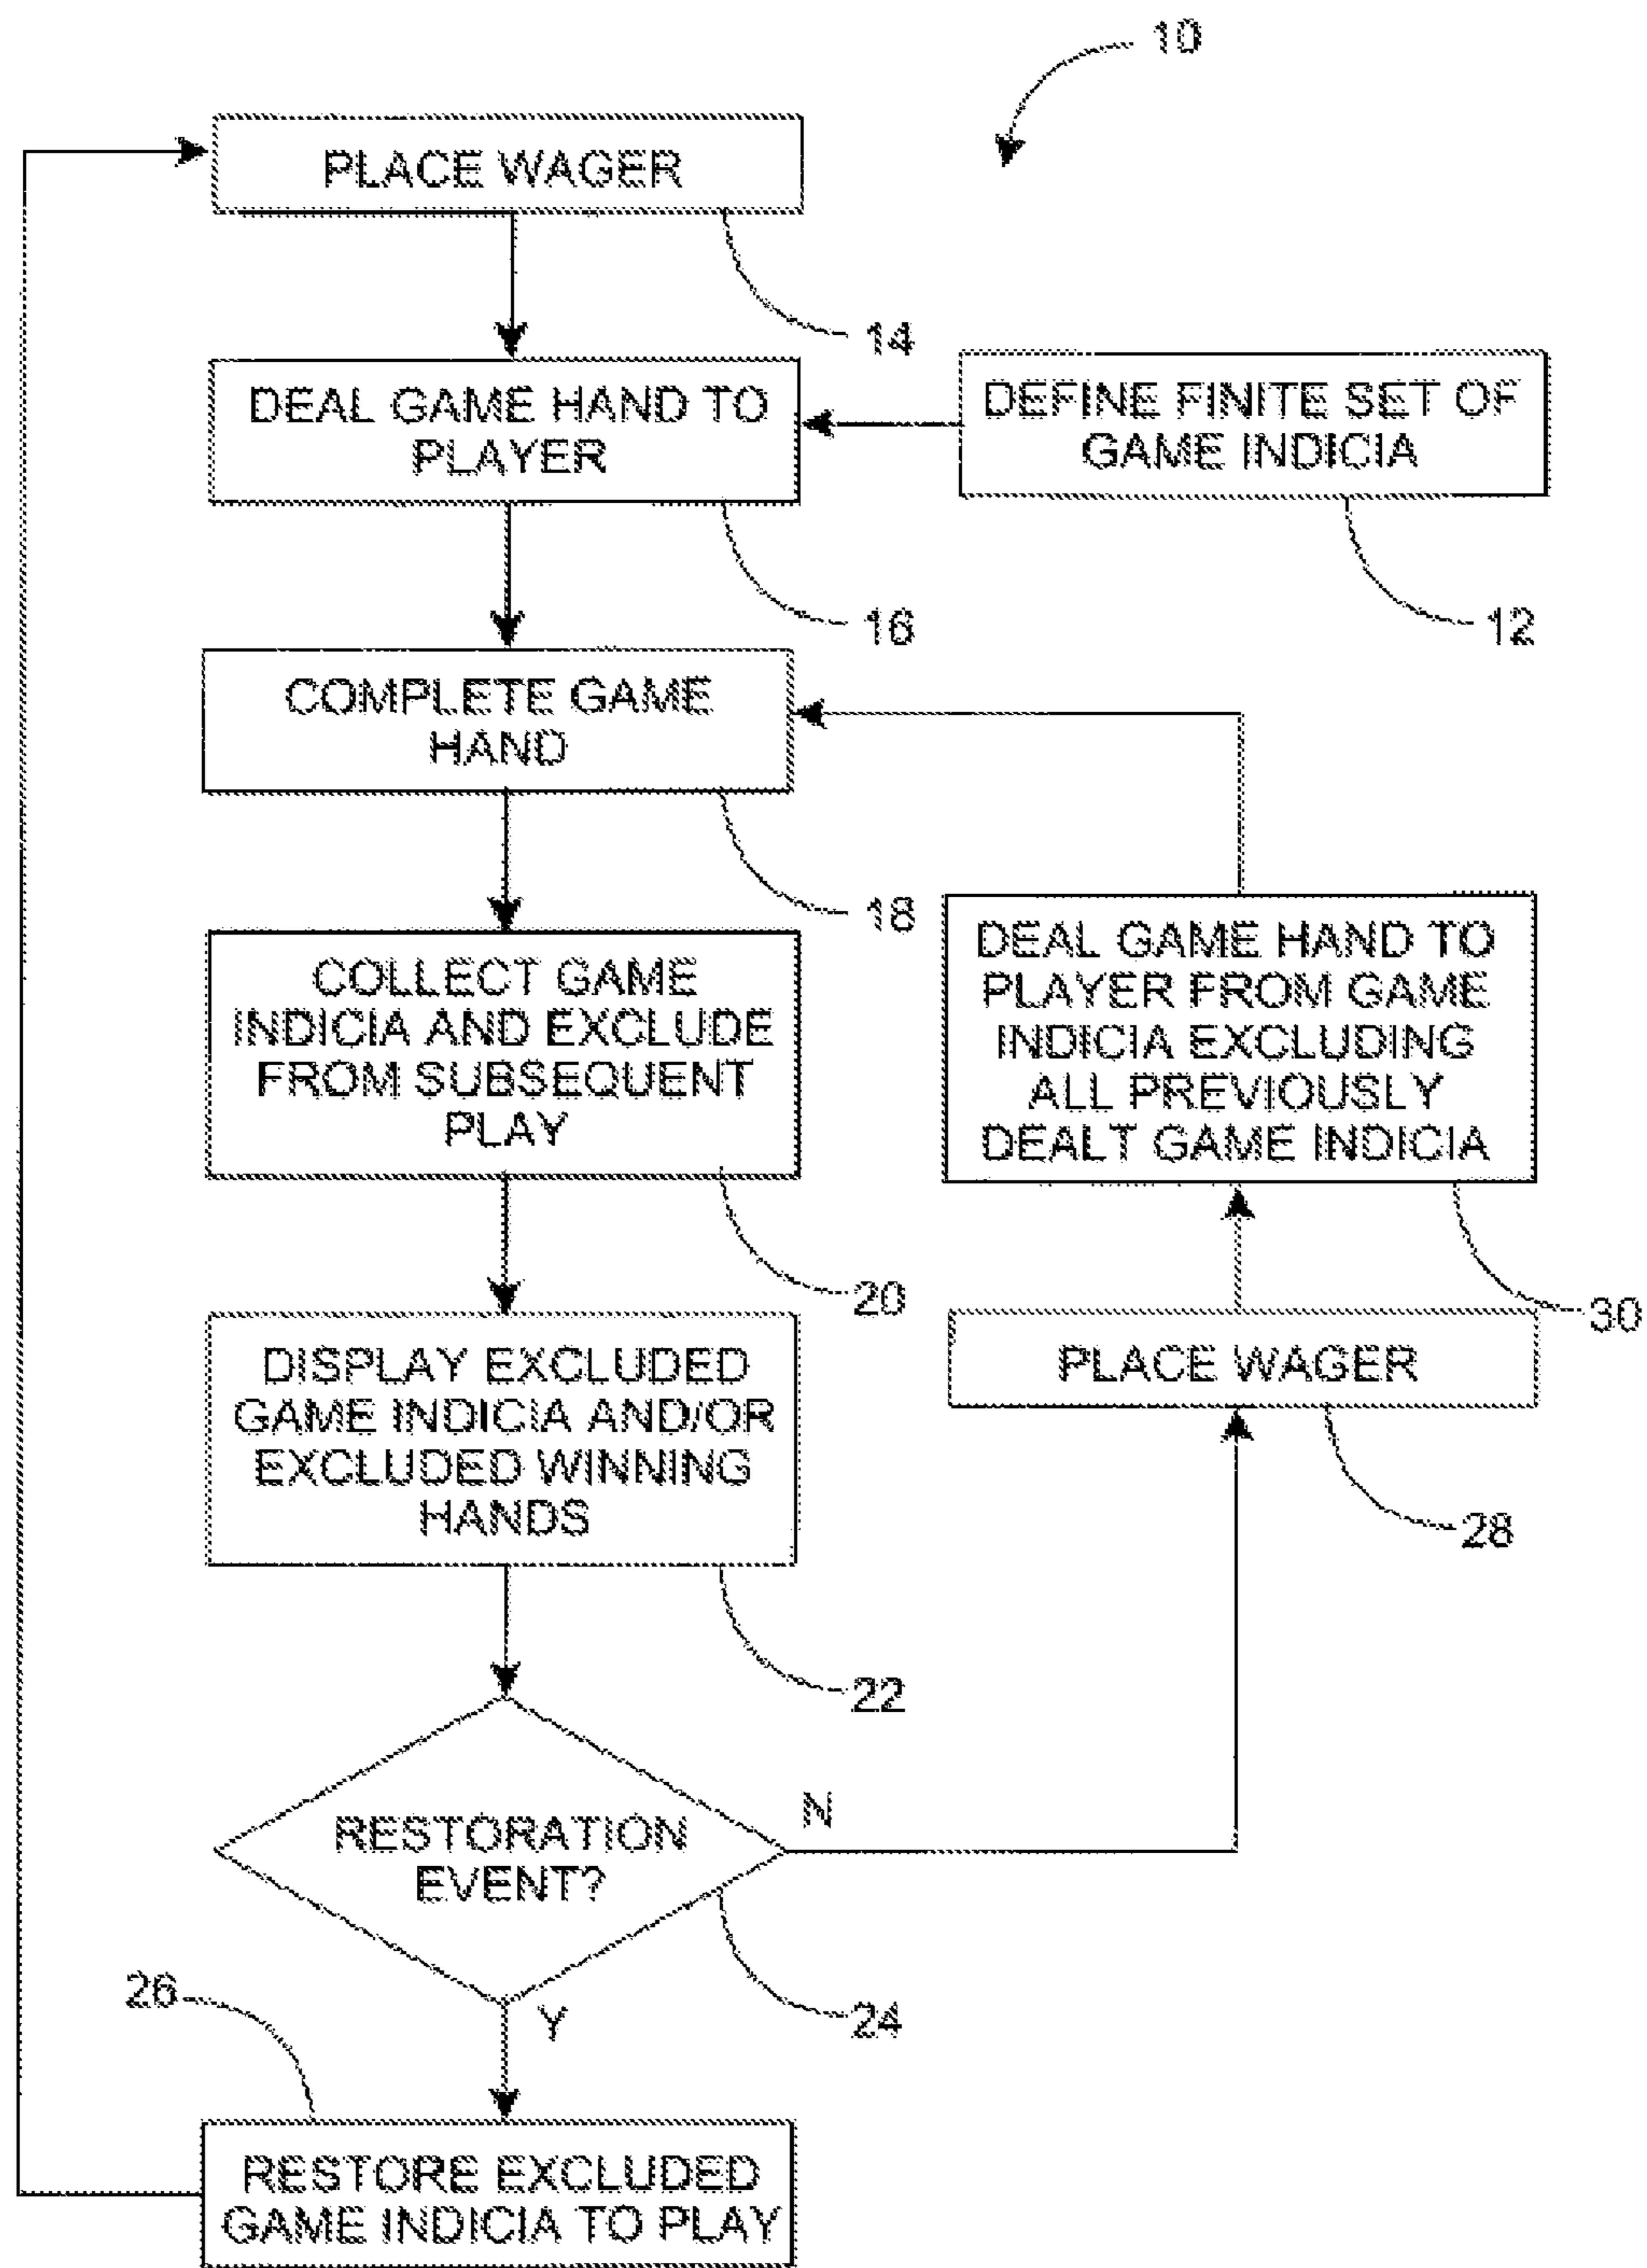 10
PLACE WAGER
14
DEAL GAME HAND TO
PLAYER
16
DEFINE FINITE SET OF
GAME INDICIA
12
COMPLETE GAME
HAND
18
COLLECT GAME
INDICIA AND EXCLUDE
FROM SUBSEQUENT
PLAY
20
DEAL GAME HAND TO
PLAYER FROM GAME
INDICIA EXCLUDING
ALL PREVIOUSLY
DEALT GAME INDICIA
30
DISPLAY EXCLUDED
GAME INDICIA AND/OR
EXCLUDED WINNING
HANDS
22
PLACE WAGER
28
RESTORATION
EVENT?
N
24
Y
26
RESTORE EXCLUDED
GAME INDICIA TO PLAY